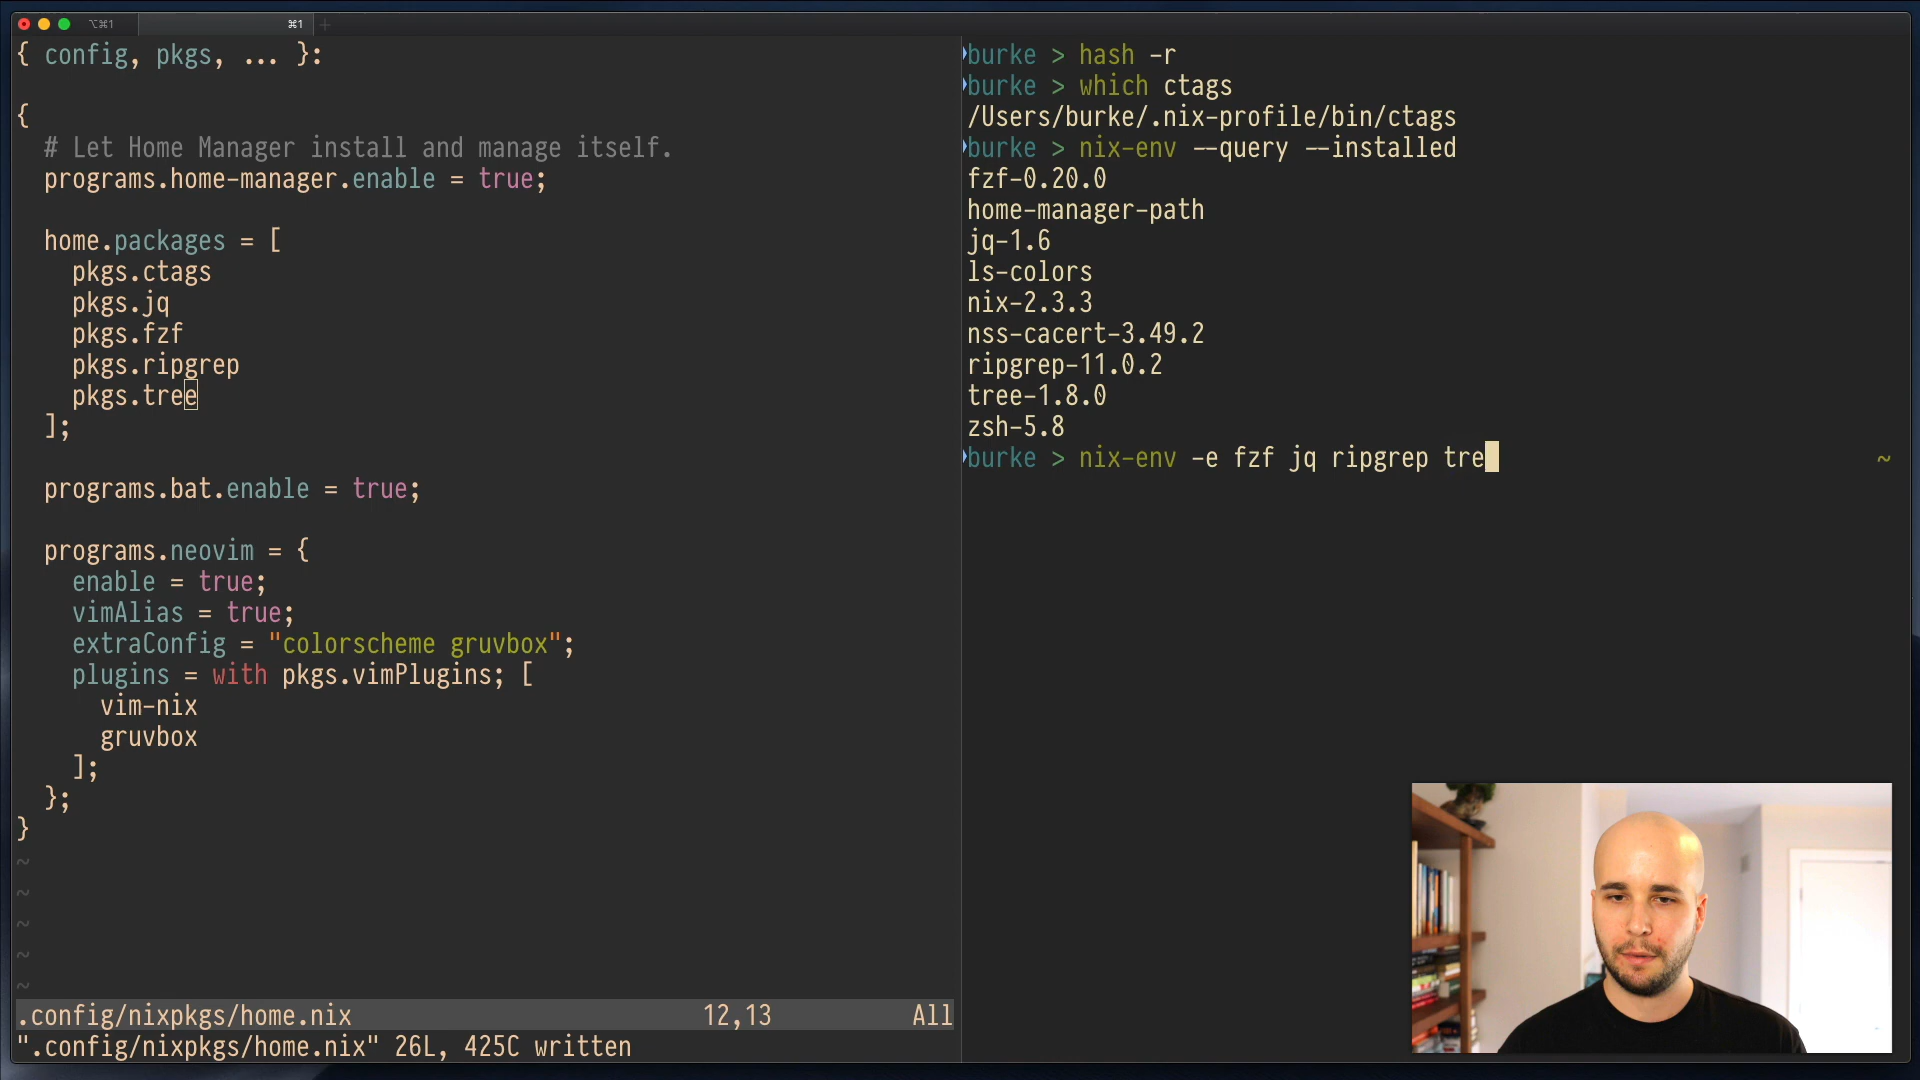 ⌥⌘1
⌘1
{ config, pkgs, ... }:
{
# Let Home Manager install and manage itself.
programs.home-manager.enable = true;
home.packages = [
pkgs.ctags
pkgs.jq
pkgs.fzf
pkgs.ripgrep
pkgs.tree
];
programs.bat.enable = true;
programs.neovim = {
enable = true;
vimAlias = true;
extraConfig = "colorscheme gruvbox";
plugins = with pkgs.vimPlugins; [
vim-nix
gruvbox
];
};
}
~
~
~
~
~
.config/nixpkgs/home.nix 12,13 All
".config/nixpkgs/home.nix" 26L, 425C written
burke > hash -r
burke > which ctags
/Users/burke/.nix-profile/bin/ctags
burke > nix-env --query --installed
fzf-0.20.0
home-manager-path
jq-1.6
ls-colors
nix-2.3.3
nss-cacert-3.49.2
ripgrep-11.0.2
tree-1.8.0
zsh-5.8
burke > nix-env -e fzf jq ripgrep tre ~